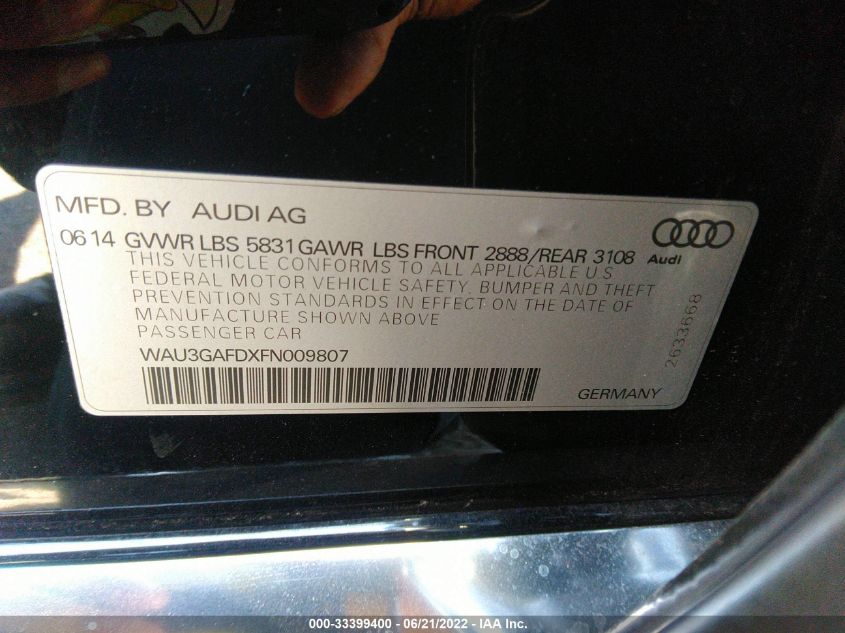 MFD. BY AUDI AG
06 14 GVWR LBS 5831 GAWR LBS FRONT 2888/REAR 3108
Audi
THIS VEHICLE CONFORMS TO ALL APPLICABLE U S
FEDERAL MOTOR VEHICLE SAFETY, BUMPER AND THEFT
PREVENTION STANDARDS IN EFFECT ON THE DATE OF
MANUFACTURE SHOWN ABOVE
PASSENGER CAR
WAU3GAFDXFN009807
GERMANY
2633668
000-33399400 - 06/21/2022 - IAA Inc.